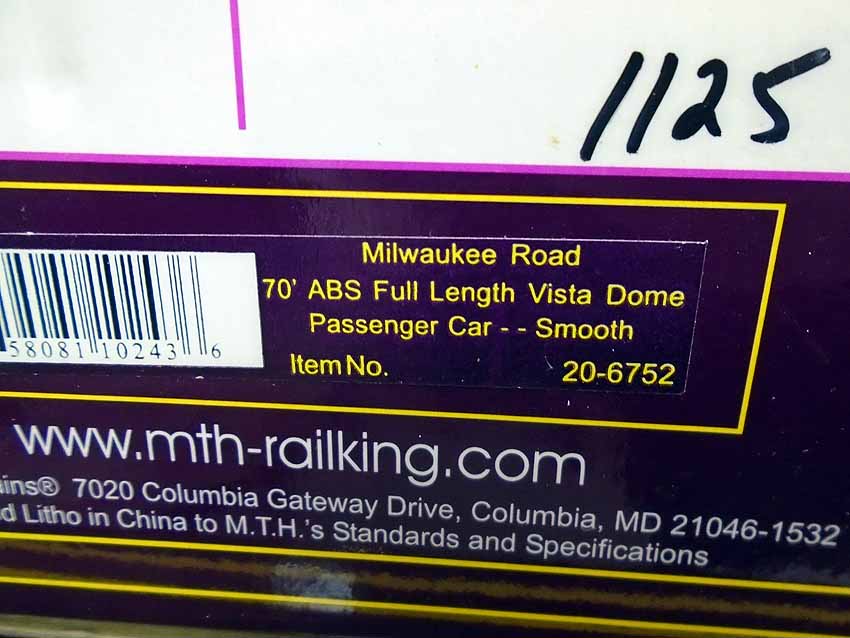 1125
Milwaukee Road
70' ABS Full Length Vista Dome
Passenger Car - - Smooth
Item No. 20-6752
58081 10243 6
www.mth-railking.com
7020 Columbia Gateway Drive, Columbia, MD 21046-1532
Litho in China to M.T.H.'s Standards and Specifications